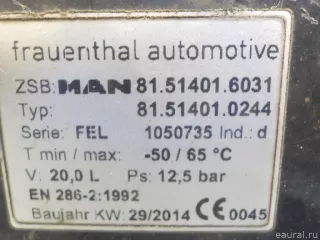 frauenthal automotive
ZSB: MAN 81.51401.6031
Typ: 81.51401.0244
Serie: FEL 1050735 Ind.: d
T min / max: -50 / 65 °C
V: 20,0 L Ps: 12,5 bar
EN 286-2:1992
Baujahr KW: 29/2014 CE 0045
eaural.ru/